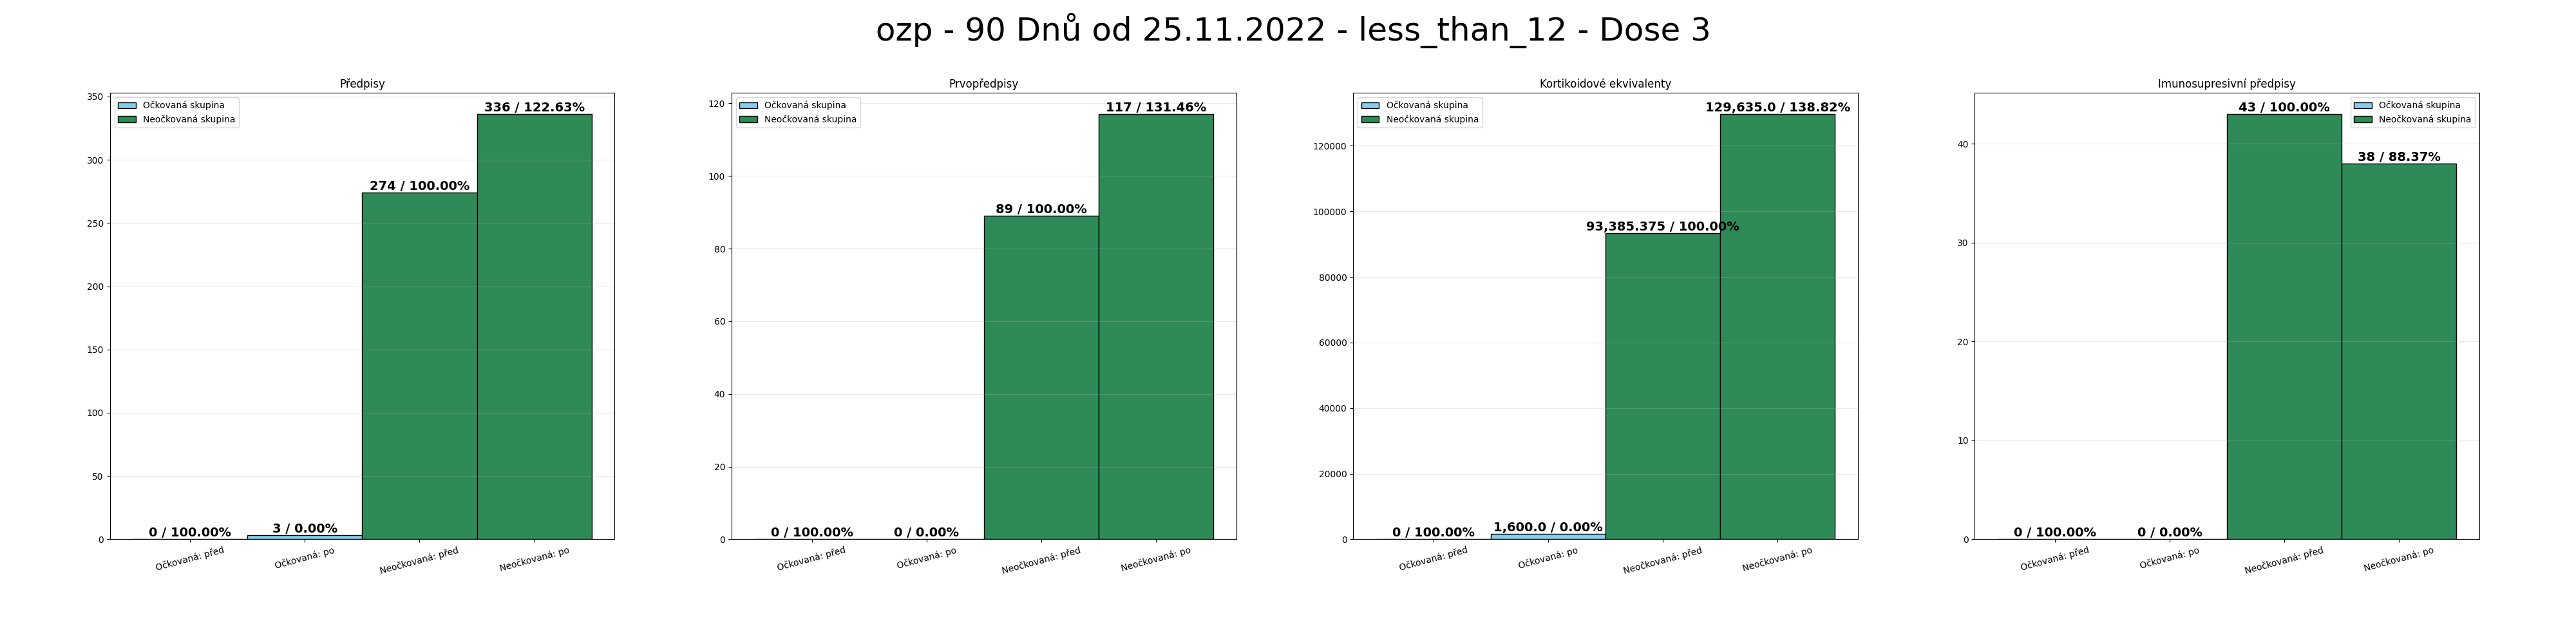 ozp - 90 Dnů od 25.11.2022 - less_than_12 - Dose 3
Předpisy
Očkovaná skupina
Neočkovaná skupina
350
300
250
200
150
100
50
0
0 / 100.00%
3 / 0.00%
274 / 100.00%
336 / 122.63%
Očkovaná: před
Očkovaná: po
Neočkovaná: před
Neočkovaná: po
Prvopředpisy
Očkovaná skupina
Neočkovaná skupina
120
100
80
60
40
20
0
0 / 100.00%
0 / 0.00%
89 / 100.00%
117 / 131.46%
Očkovaná: před
Očkovaná: po
Neočkovaná: před
Neočkovaná: po
Kortikoidové ekvivalenty
Očkovaná skupina
Neočkovaná skupina
120000
100000
80000
60000
40000
20000
0
0 / 100.00%
1,600.0 / 0.00%
93,385.375 / 100.00%
129,635.0 / 138.82%
Očkovaná: před
Očkovaná: po
Neočkovaná: před
Neočkovaná: po
Imunosupresivní předpisy
Očkovaná skupina
Neočkovaná skupina
40
30
20
10
0
0 / 100.00%
0 / 0.00%
43 / 100.00%
38 / 88.37%
Očkovaná: před
Očkovaná: po
Neočkovaná: před
Neočkovaná: po